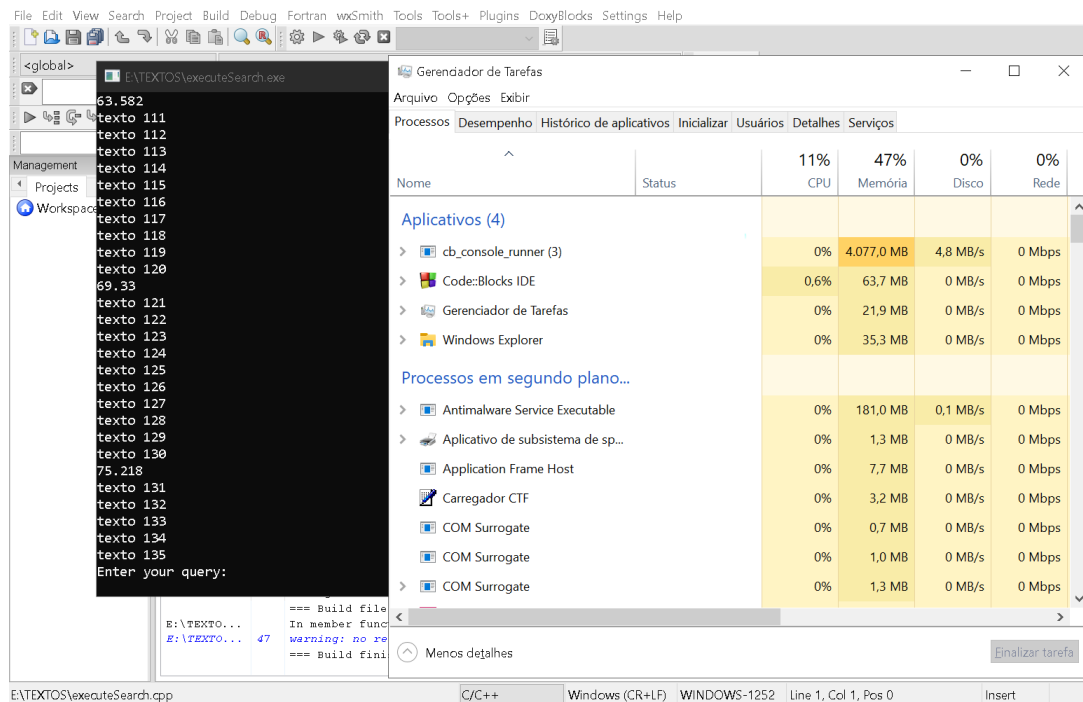 File Edit View Search Project Build Debug Fortran wxSmith Tools Tools+ Plugins DoxyBlocks Settings Help
<global>
Management
Projects
Workspace
E:\TEXTOS\executeSearch.exe
63.582
texto 111
texto 112
texto 113
texto 114
texto 115
texto 116
texto 117
texto 118
texto 119
texto 120
69.33
texto 121
texto 122
texto 123
texto 124
texto 125
texto 126
texto 127
texto 128
texto 129
texto 130
75.218
texto 131
texto 132
texto 133
texto 134
texto 135
Enter your query:
Gerenciador de Tarefas
Arquivo Opções Exibir
Processos Desempenho Histórico de aplicativos Inicializar Usuários Detalhes Serviços
11% 47% 0% 0%
Nome Status CPU Memória Disco Rede
Aplicativos (4)
cb_console_runner (3) 0% 4.077,0 MB 4,8 MB/s 0 Mbps
Code::Blocks IDE 0,6% 63,7 MB 0 MB/s 0 Mbps
Gerenciador de Tarefas 0% 21,9 MB 0 MB/s 0 Mbps
Windows Explorer 0% 35,3 MB 0 MB/s 0 Mbps
Processos em segundo plano...
Antimalware Service Executable 0% 181,0 MB 0,1 MB/s 0 Mbps
Aplicativo de subsistema de sp... 0% 1,3 MB 0 MB/s 0 Mbps
Application Frame Host 0% 7,7 MB 0 MB/s 0 Mbps
Carregador CTF 0% 3,2 MB 0 MB/s 0 Mbps
COM Surrogate 0% 0,7 MB 0 MB/s 0 Mbps
COM Surrogate 0% 1,0 MB 0 MB/s 0 Mbps
COM Surrogate 0% 1,3 MB 0 MB/s 0 Mbps
Menos detalhes Finalizar tarefa
=== Build file
E:\TEXTO... In member func
E:\TEXTO... 47 warning: no re
=== Build fini
E:\TEXTOS\executeSearch.cpp C/C++ Windows (CR+LF) WINDOWS-1252 Line 1, Col 1, Pos 0 Insert